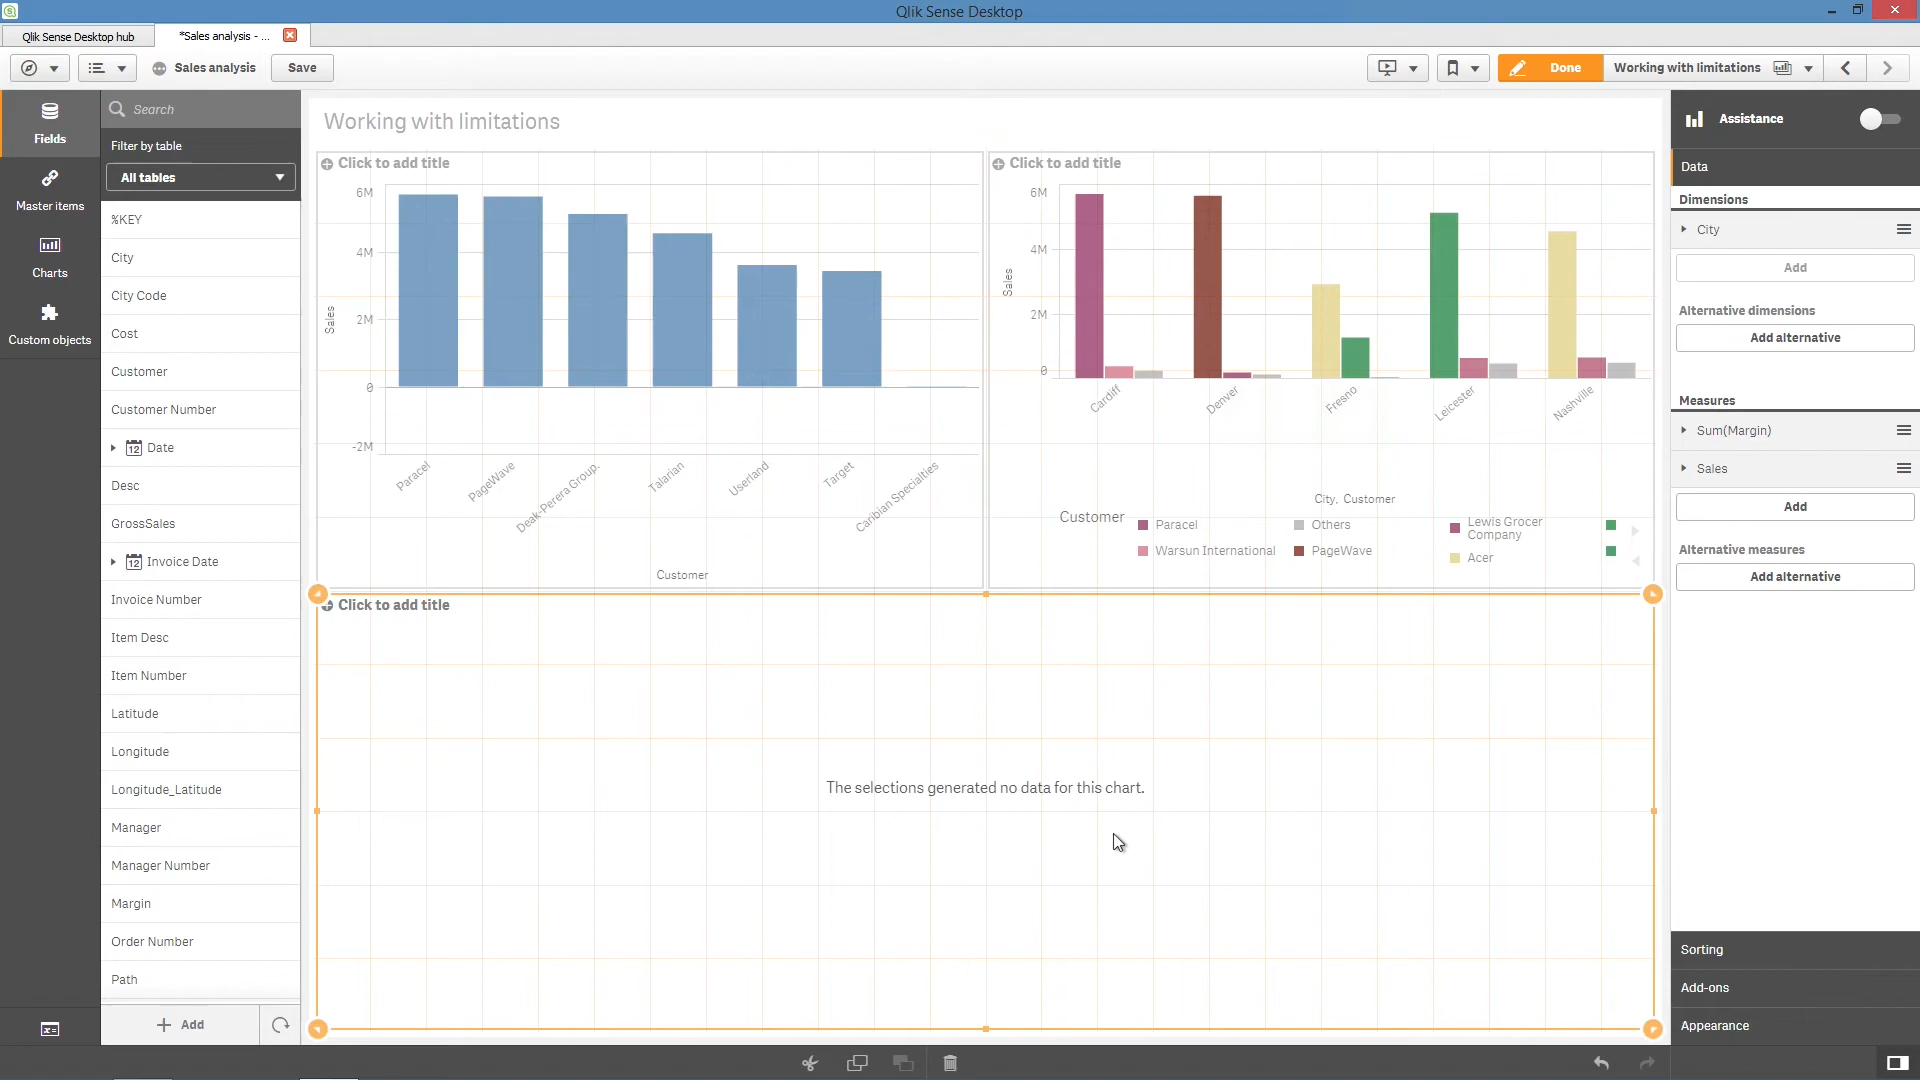 Qlik Sense Desktop
Qlik Sense Desktop hub
*Sales analysis - ...
Sales analysis
Save
Done
Working with limitations
Fields
Master items
Charts
Custom objects
Search
Filter by table
All tables
%KEY
City
City Code
Cost
Customer
Customer Number
12 Date
Desc
GrossSales
12 Invoice Date
Invoice Number
Item Desc
Item Number
Latitude
Longitude
Longitude_Latitude
Manager
Manager Number
Margin
Order Number
Path
Add
Working with limitations
Click to add title
6M
4M
2M
0
-2M
Sales
Paracel
PageWave
Deak-Perera Group.
Talarian
Userland
Target
Caribian Specialties
Customer
Click to add title
6M
4M
2M
0
Sales
Cardiff
Denver
Fresno
Leicester
Nashville
City, Customer
Customer
Paracel
Others
Lewis Grocer
Company
Warsun International
PageWave
Acer
Click to add title
The selections generated no data for this chart.
Assistance
Data
Dimensions
City
Add
Alternative dimensions
Add alternative
Measures
Sum(Margin)
Sales
Add
Alternative measures
Add alternative
Sorting
Add-ons
Appearance